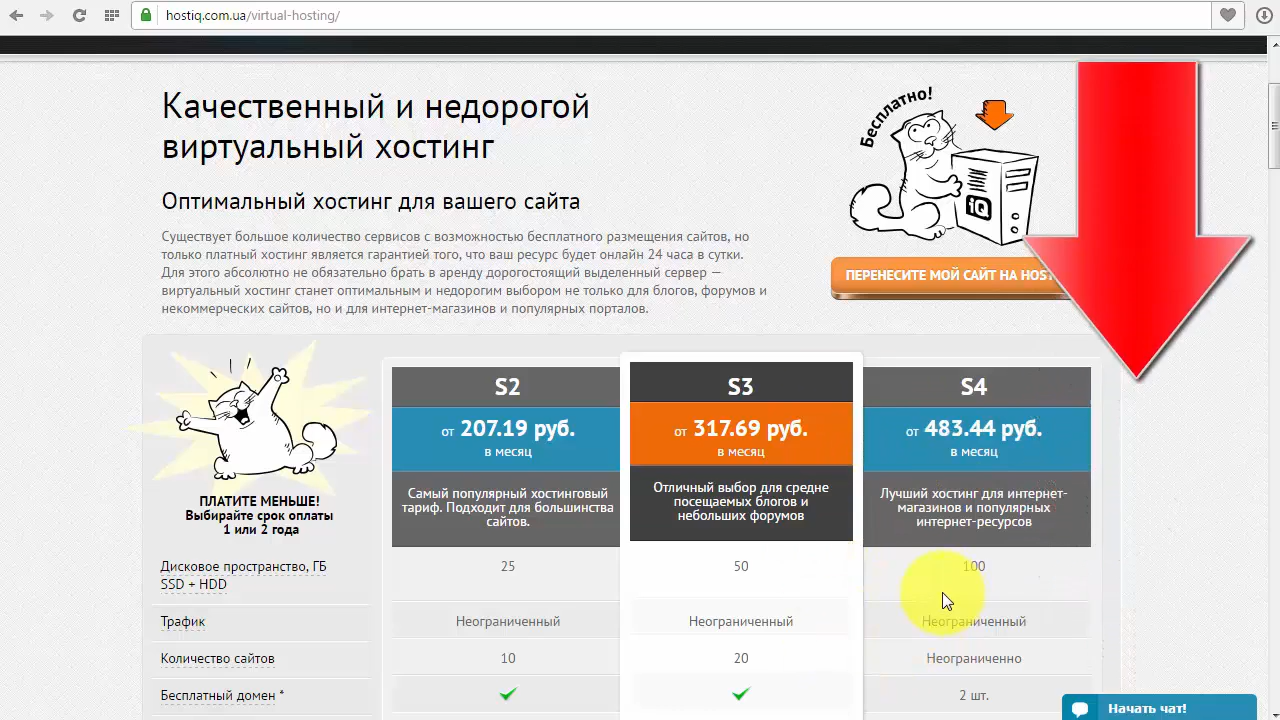 hostiq.com.ua/virtual-hosting/
Качественный и недорогой
виртуальный хостинг
Бесплатно!
iQ
Оптимальный хостинг для вашего сайта
Существует большое количество сервисов с возможностью бесплатного размещения сайтов, но
только платный хостинг является гарантией того, что ваш ресурс будет онлайн 24 часа в сутки.
Для этого абсолютно не обязательно брать в аренду дорогостоящий выделенный сервер —
виртуальный хостинг станет оптимальным и недорогим выбором не только для блогов, форумов и
некоммерческих сайтов, но и для интернет-магазинов и популярных порталов.
ПЕРЕНЕСИТЕ МОЙ САЙТ НА HOST
ПЛАТИТЕ МЕНЬШЕ!
Выбирайте срок оплаты
1 или 2 года
S2 S3 S4
от 207.19 руб. от 317.69 руб. от 483.44 руб.
в месяц в месяц в месяц
Самый популярный хостинговый
тариф. Подходит для большинства
сайтов.
Отличный выбор для средне
посещаемых блогов и
небольших форумов
Лучший хостинг для интернет-
магазинов и популярных
интернет-ресурсов
Дисковое пространство, ГБ 25 50 100
SSD + HDD
Трафик Неограниченный Неограниченный Неограниченный
Количество сайтов 10 20 Неограниченно
Бесплатный домен * 2 шт.
Начать чат!